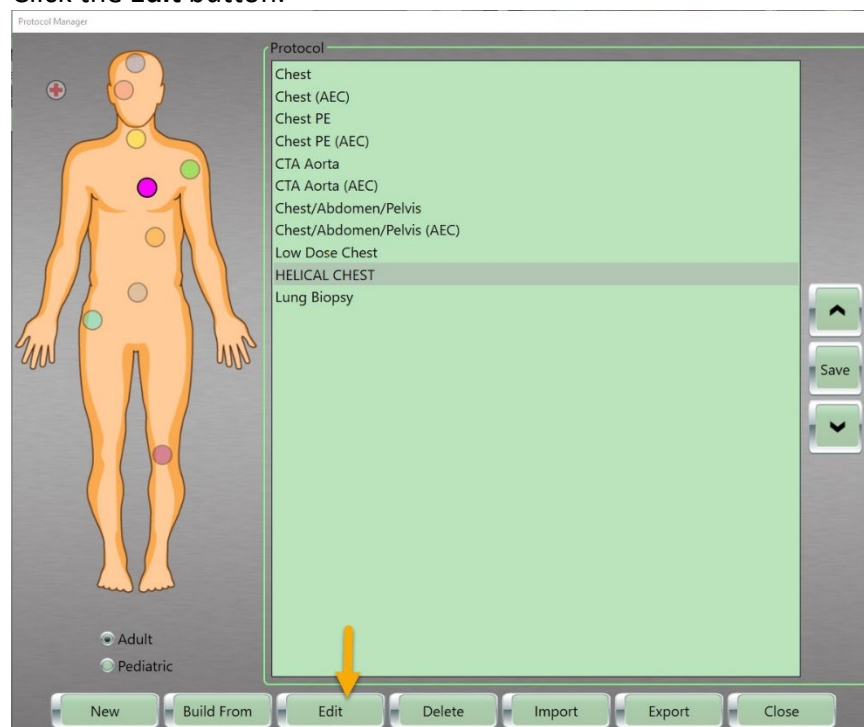 Click the Edit button.
Protocol Manager
Protocol
Chest
Chest (AEC)
Chest PE
Chest PE (AEC)
CTA Aorta
CTA Aorta (AEC)
Chest/Abdomen/Pelvis
Chest/Abdomen/Pelvis (AEC)
Low Dose Chest
HELICAL CHEST
Lung Biopsy
Save
Adult
Pediatric
New Build From Edit Delete Import Export Close